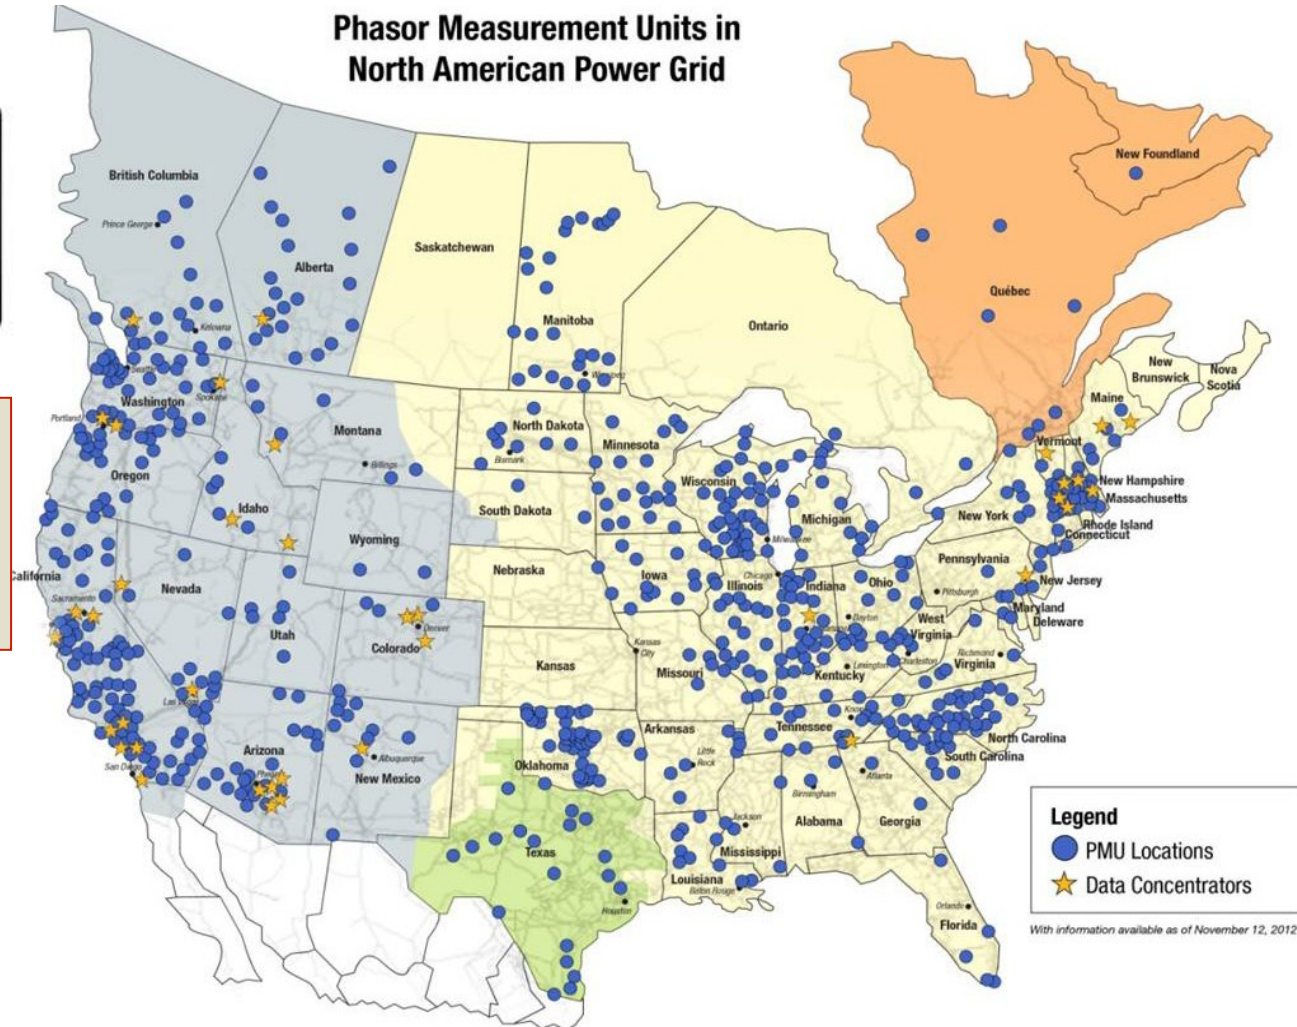 Phasor Measurement Units in
North American Power Grid
British Columbia
Prince George
Alberta
Saskatchewan
Manitoba
Ontario
Québec
New Foundland
Kelowna
Winnipeg
New
Brunswick
Nova
Scotia
Maine
Seattle
Washington
Spokane
Portland
Montana
Billings
North Dakota
Bismark
Minnesota
Vermont
Oregon
Idaho
Wyoming
South Dakota
Wisconsin
Milwaukee
Michigan
New York
New Hampshire
Massachusetts
Rhode Island
Connecticut
California
Sacramento
Nevada
Utah
Colorado
Denver
Nebraska
Iowa
Chicago
Illinois
Indiana
Ohio
Dayton
Pennsylvania
Pittsburgh
New Jersey
Maryland
Deleware
West
Virginia
Charleston
Richmond
Virginia
Kansas
Kansas
City
Missouri
Lexington
Kentucky
Las Vegas
San Diego
Arizona
Phoenix
Albuquerque
New Mexico
Oklahoma
Arkansas
Little
Rock
Tennessee
North Carolina
South Carolina
Atlanta
Birmingham
Alabama
Georgia
Jackson
Mississippi
Louisiana
Baton Rouge
Texas
Houston
Orlando
Florida
Legend
PMU Locations
Data Concentrators
With information available as of November 12, 2012